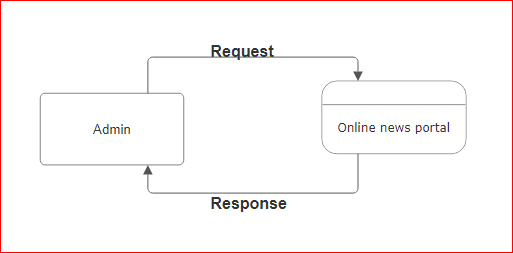 Request
Admin
Online news portal
Response